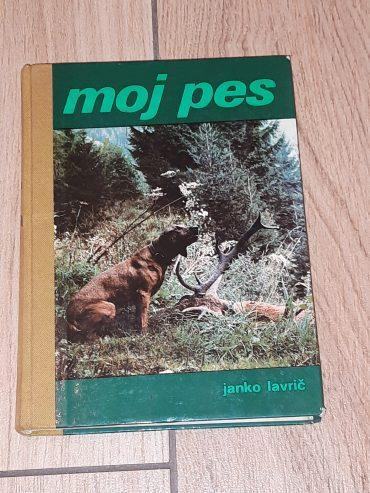 moj pes
janko lavrič